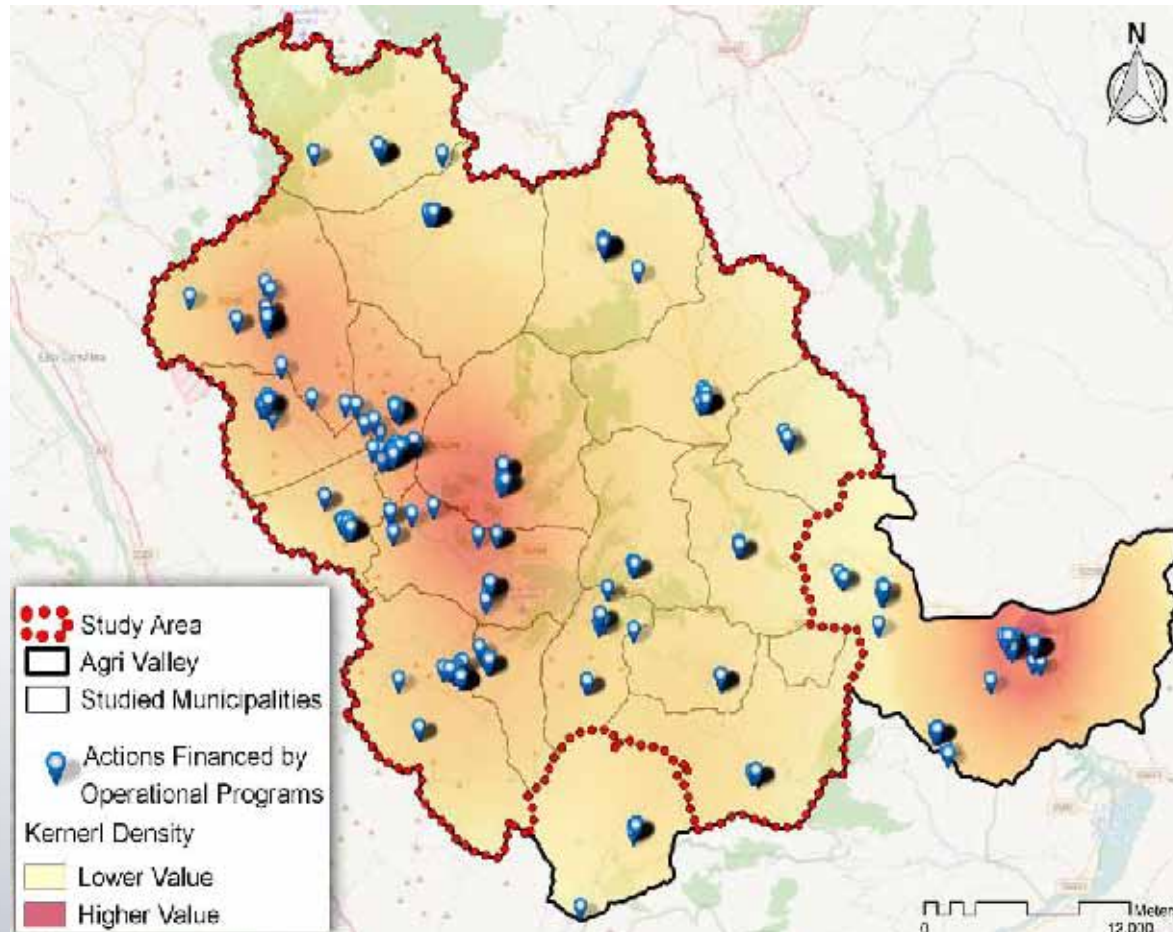 N
Study Area
Agri Valley
Studied Municipalities
Actions Financed by
Operational Programs
Kernerl Density
Lower Value
Higher Value
0
Meter
12,000